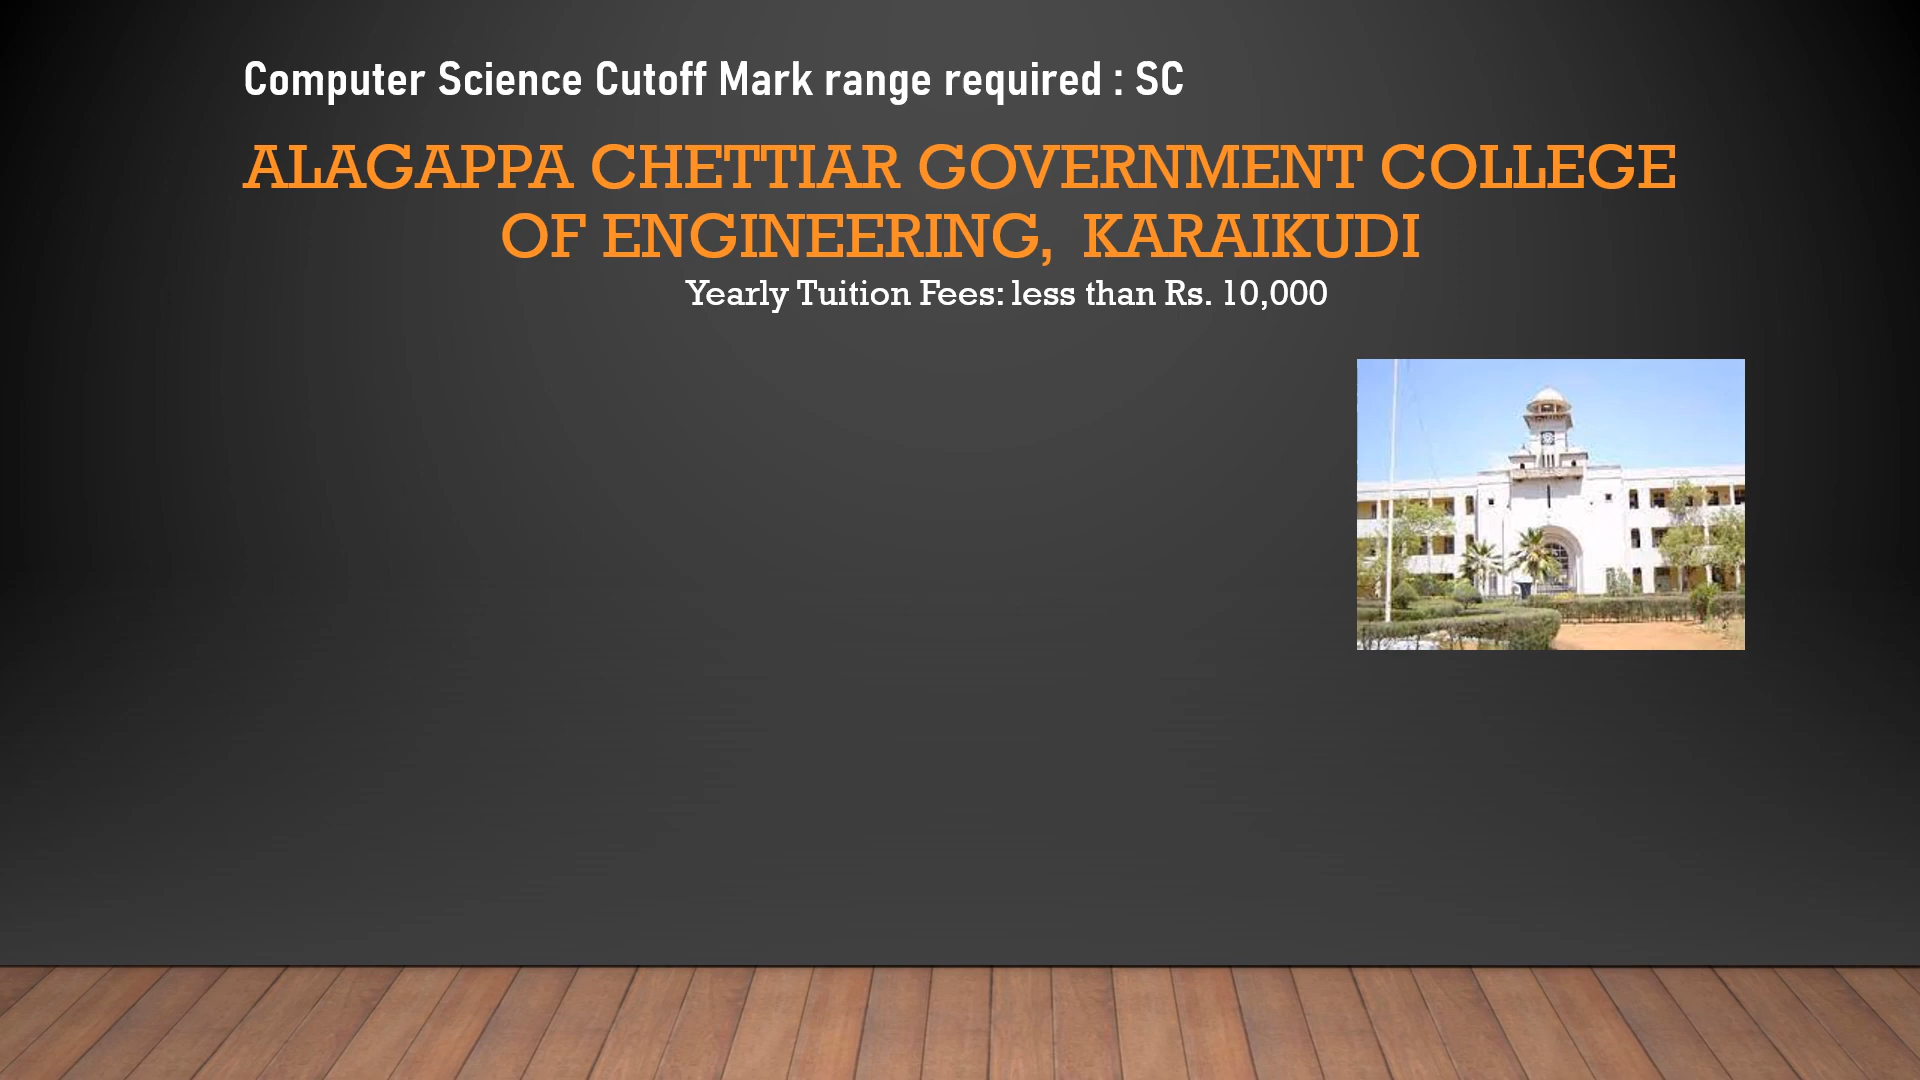 Computer Science Cutoff Mark range required : SC
ALAGAPPA CHETTIAR GOVERNMENT COLLEGE
OF ENGINEERING, KARAIKUDI
Yearly Tuition Fees: less than Rs. 10,000